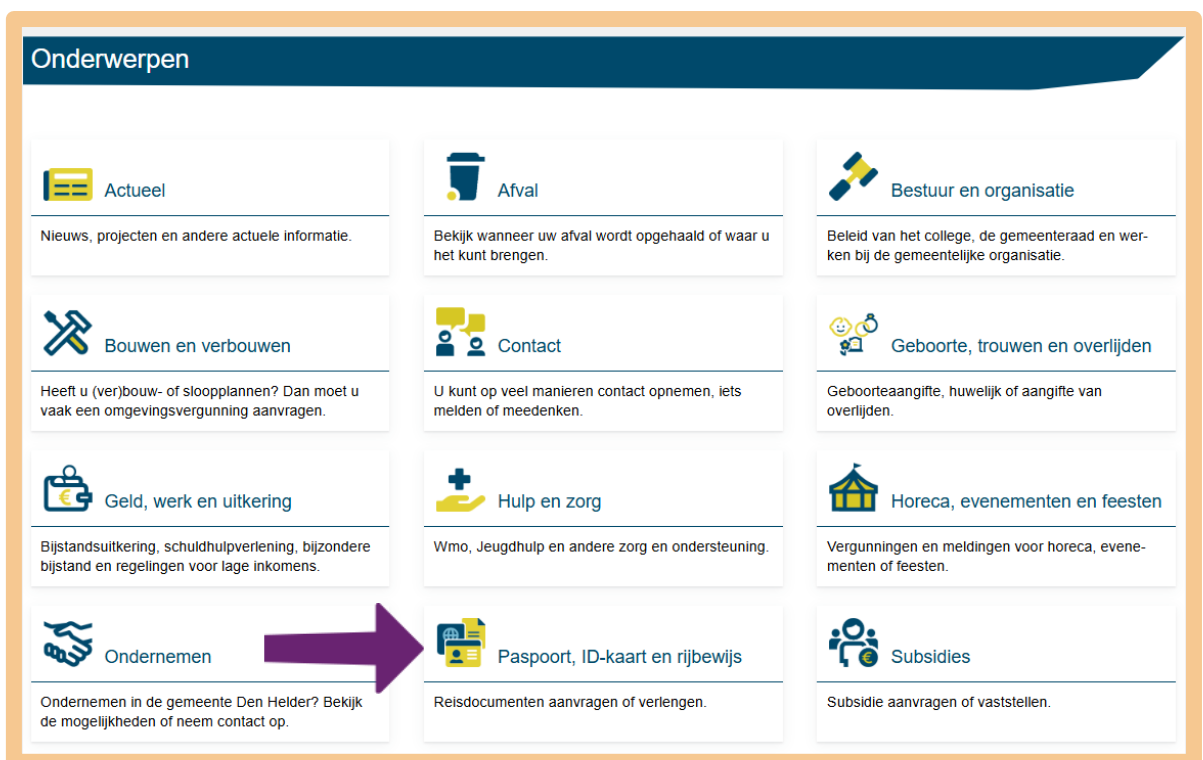 Onderwerpen
Actueel
Nieuws, projecten en andere actuele informatie.
Afval
Bekijk wanneer uw afval wordt opgehaald of waar u
het kunt brengen.
Bestuur en organisatie
Beleid van het college, de gemeenteraad en wer-
ken bij de gemeentelijke organisatie.
Bouwen en verbouwen
Heeft u (ver)bouw- of sloopplannen? Dan moet u
vaak een omgevingsvergunning aanvragen.
Contact
U kunt op veel manieren contact opnemen, iets
melden of meedenken.
Geboorte, trouwen en overlijden
Geboorteaangifte, huwelijk of aangifte van
overlijden.
Geld, werk en uitkering
Bijstandsuitkering, schuldhulpverlening, bijzondere
bijstand en regelingen voor lage inkomens.
Hulp en zorg
Wmo, Jeugdhulp en andere zorg en ondersteuning.
Horeca, evenementen en feesten
Vergunningen en meldingen voor horeca, evene-
menten of feesten.
Ondernemen
Ondernemen in de gemeente Den Helder? Bekijk
de mogelijkheden of neem contact op.
Paspoort, ID-kaart en rijbewijs
Reisdocumenten aanvragen of verlengen.
Subsidies
Subsidie aanvragen of vaststellen.